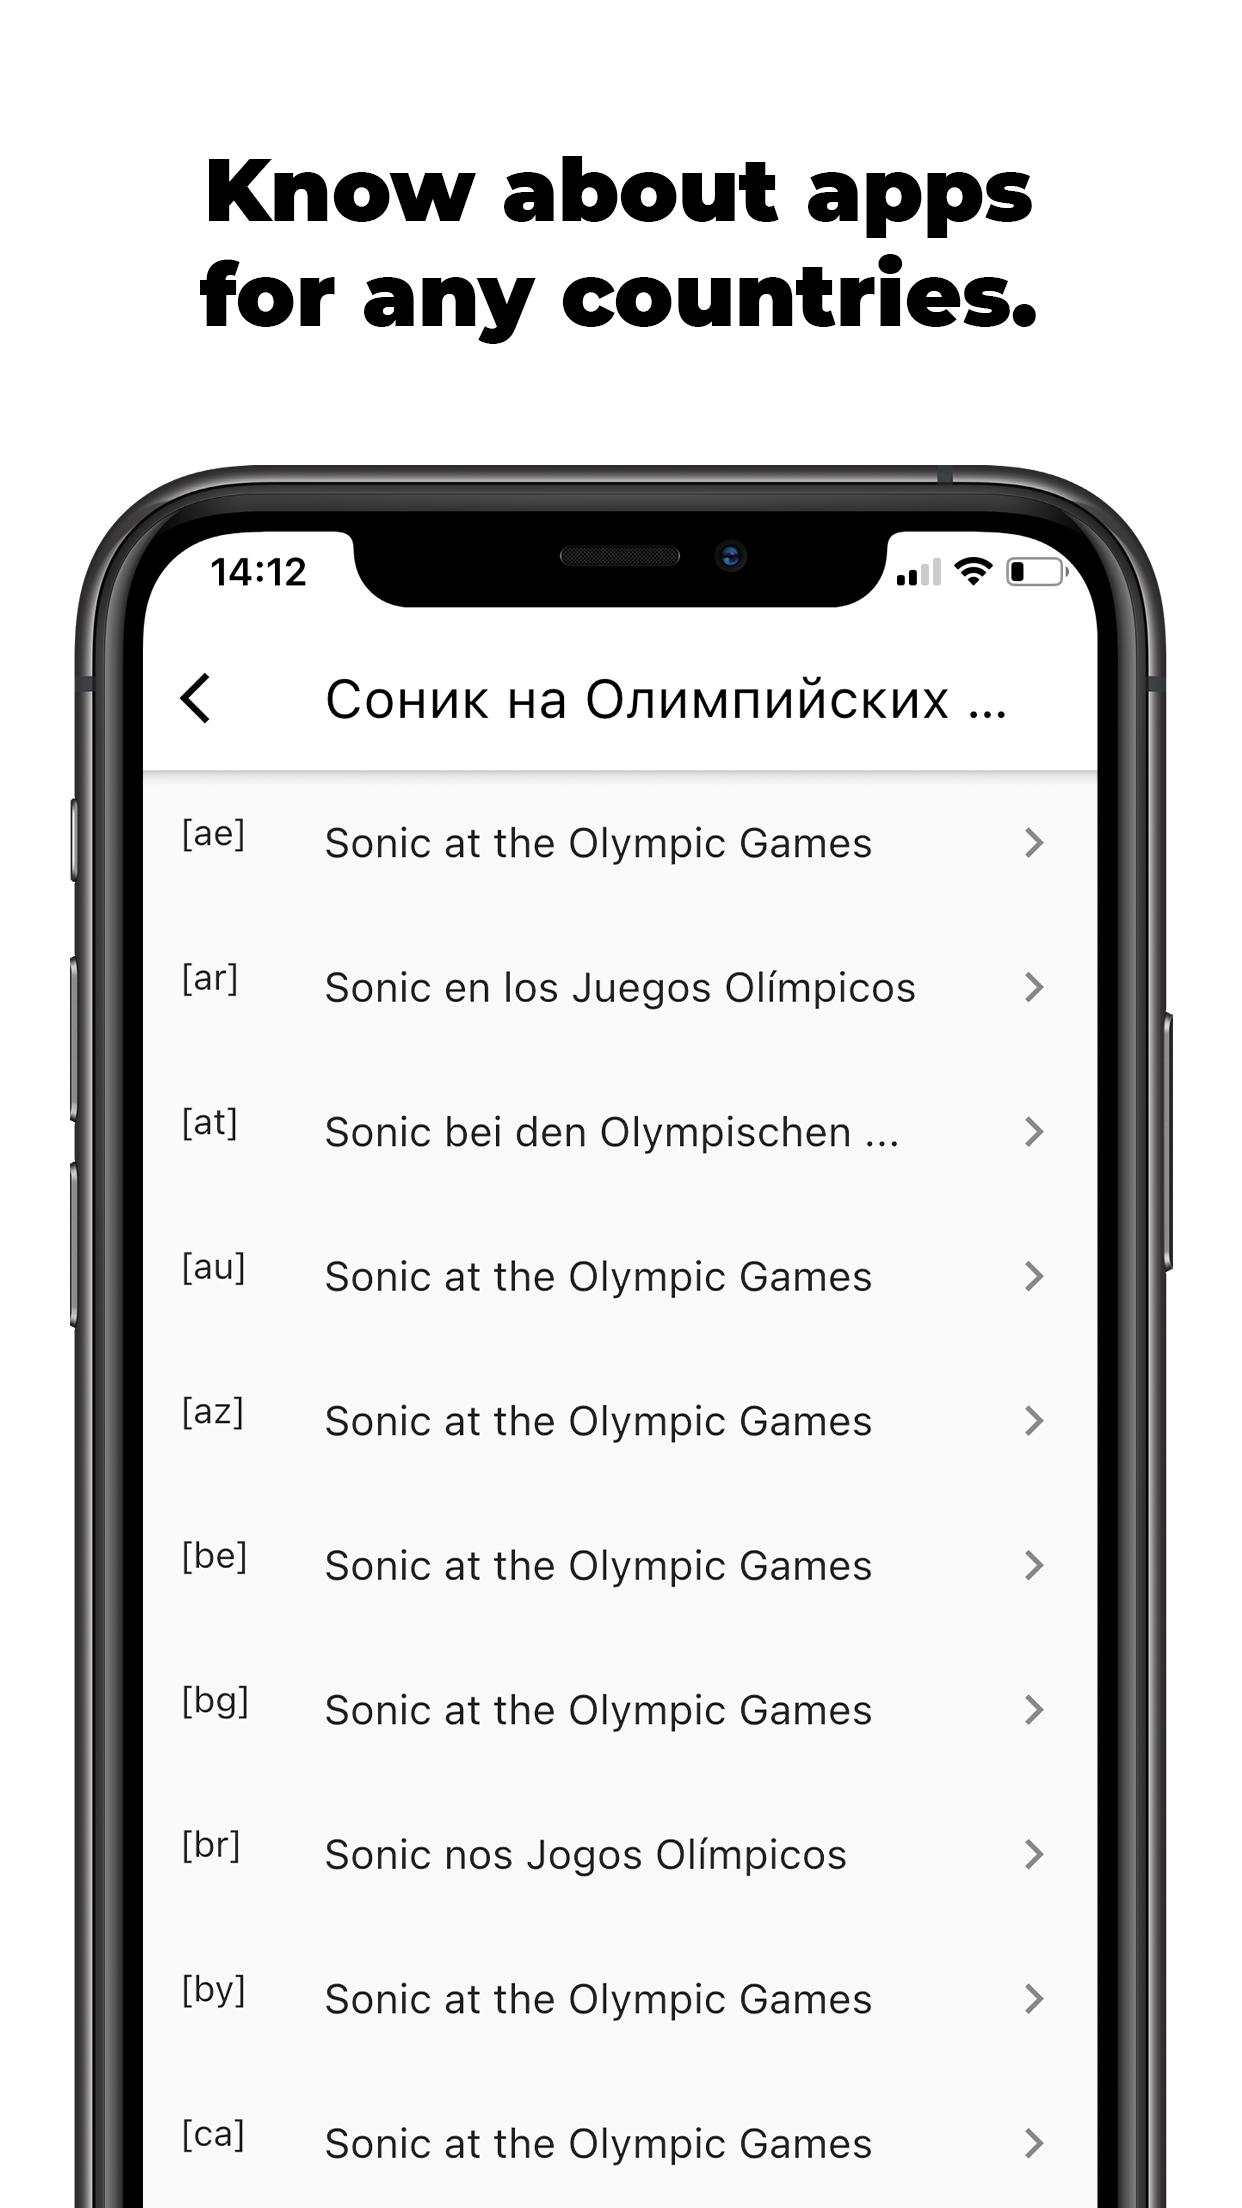 Know about apps
for any countries.
14:12
Соник на Олимпийских ...
[ae] Sonic at the Olympic Games
[ar] Sonic en los Juegos Olímpicos
[at] Sonic bei den Olympischen ...
[au] Sonic at the Olympic Games
[az] Sonic at the Olympic Games
[be] Sonic at the Olympic Games
[bg] Sonic at the Olympic Games
[br] Sonic nos Jogos Olímpicos
[by] Sonic at the Olympic Games
[ca] Sonic at the Olympic Games